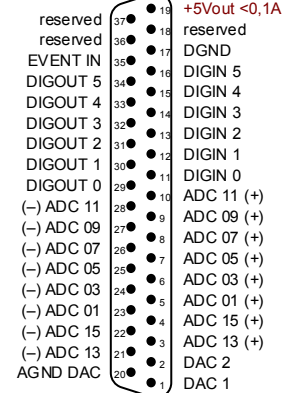 reserved 37 19 +5Vout <0,1A
reserved 36 18 reserved
EVENT IN 35 17 DGND
DIGOUT 5 34 16 DIGIN 5
DIGOUT 4 33 15 DIGIN 4
DIGOUT 3 32 14 DIGIN 3
DIGOUT 2 31 13 DIGIN 2
DIGOUT 1 30 12 DIGIN 1
DIGOUT 0 29 11 DIGIN 0
(–) ADC 11 28 10 ADC 11 (+)
(–) ADC 09 27 9 ADC 09 (+)
(–) ADC 07 26 8 ADC 07 (+)
(–) ADC 05 25 7 ADC 05 (+)
(–) ADC 03 24 6 ADC 03 (+)
(–) ADC 01 23 5 ADC 01 (+)
(–) ADC 15 22 4 ADC 15 (+)
(–) ADC 13 21 3 ADC 13 (+)
AGND DAC 20 2 DAC 2
1 DAC 1